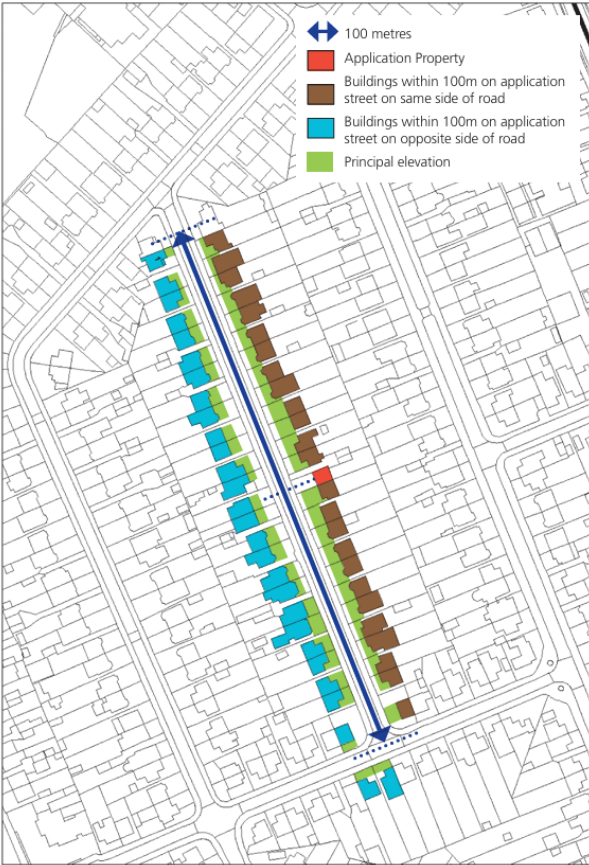 100 metres
Application Property
Buildings within 100m on application
street on same side of road
Buildings within 100m on application
street on opposite side of road
Principal elevation